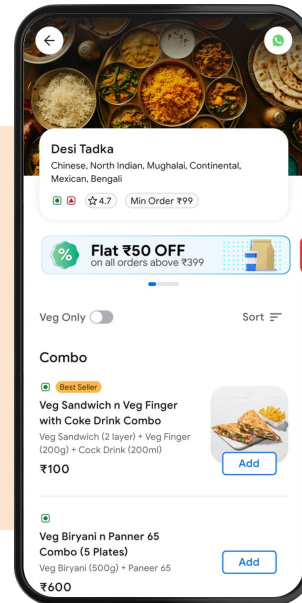 Desi Tadka
Chinese, North Indian, Mughalai, Continental,
Mexican, Bengali
4.7
Min Order ₹99
%
Flat ₹50 OFF
on all orders above ₹399
Veg Only
Sort
Combo
Best Seller
Veg Sandwich n Veg Finger
with Coke Drink Combo
Veg Sandwich (2 layer) + Veg Finger
(200g) + Cock Drink (200ml)
₹100
Add
Veg Biryani n Panner 65
Combo (5 Plates)
Veg Biryani (500g) + Paneer 65
Add
₹600